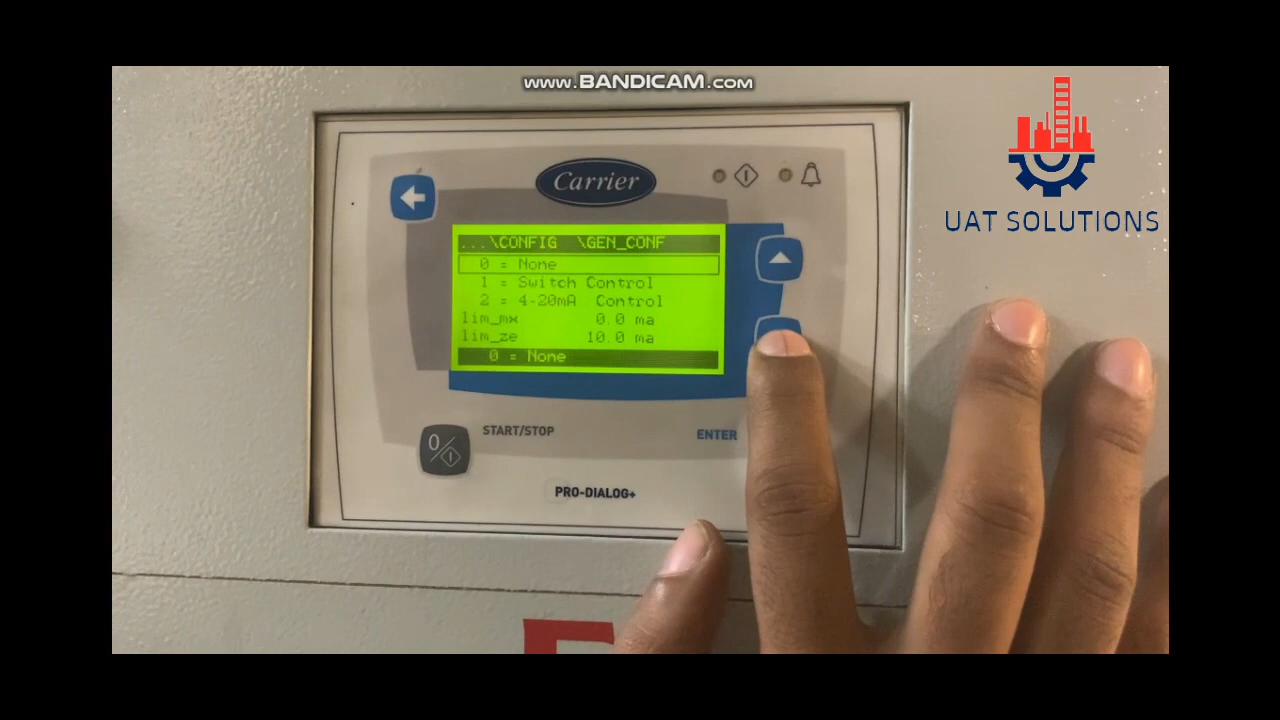 www.BANDICAM.com
UAT SOLUTIONS
Carrier
...\CONFIG \GEN_CONF
0 = None
1 = Switch Control
2 = 4-20mA Control
lim_mx 0.0 ma
lim_ze 10.0 ma
0 = None
START/STOP
ENTER
0/I
PRO-DIALOG+